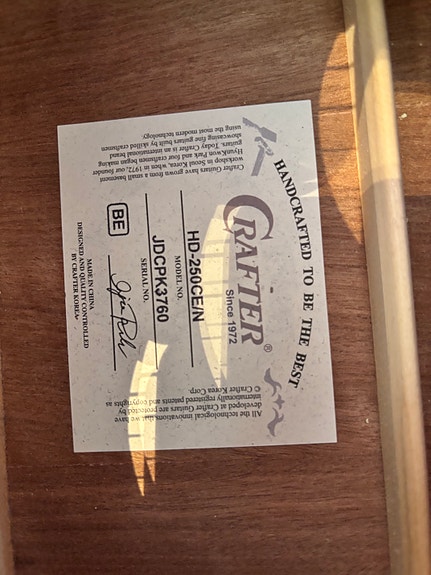 HANDCRAFTED TO BE THE BEST
CRAFTER®
Since 1972
MODEL NO.
HD-250CE/N
SERIAL NO.
JDCPK3760
BE
MADE IN CHINA
DESIGNED AND QUALITY CONTROLLED
BY CRAFTER KOREA
Crafter Guitars have grown from a small basement
workshop in Seoul Korea, when in 1972, our founder
HyunKwon Park and four craftsmen began making
guitars. Today Crafter is an international brand
showcasing fine guitars built by skilled craftsmen
using the most modern technology.
All the technological innovations that we have
developed at Crafter Guitars are protected by
internationally registered patents and copyrights as
© Crafter Korea Corp.